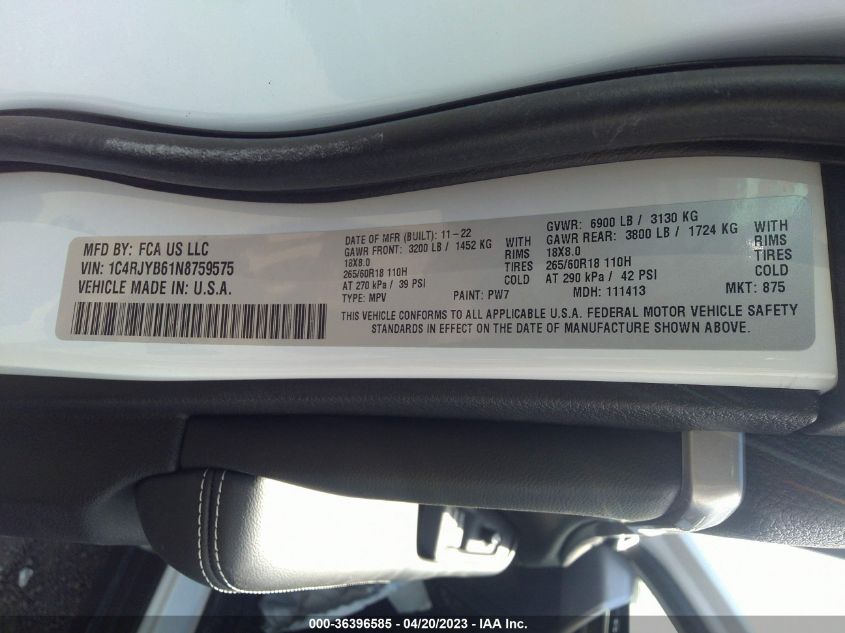 MFD BY: FCA US LLC
VIN: 1C4RJYB61N8759575
VEHICLE MADE IN: U.S.A.
DATE OF MFR (BUILT): 11-22
GAWR FRONT: 3200 LB / 1452 KG WITH
18X8.0 RIMS
265/60R18 110H TIRES
AT 270 kPa / 39 PSI COLD
TYPE: MPV PAINT: PW7
GVWR: 6900 LB / 3130 KG
GAWR REAR: 3800 LB / 1724 KG WITH
18X8.0 RIMS
265/60R18 110H TIRES
AT 290 kPa / 42 PSI COLD
MDH: 111413 MKT: 875
THIS VEHICLE CONFORMS TO ALL APPLICABLE U.S.A. FEDERAL MOTOR VEHICLE SAFETY
STANDARDS IN EFFECT ON THE DATE OF MANUFACTURE SHOWN ABOVE.
000-36396585 - 04/20/2023 - IAA Inc.